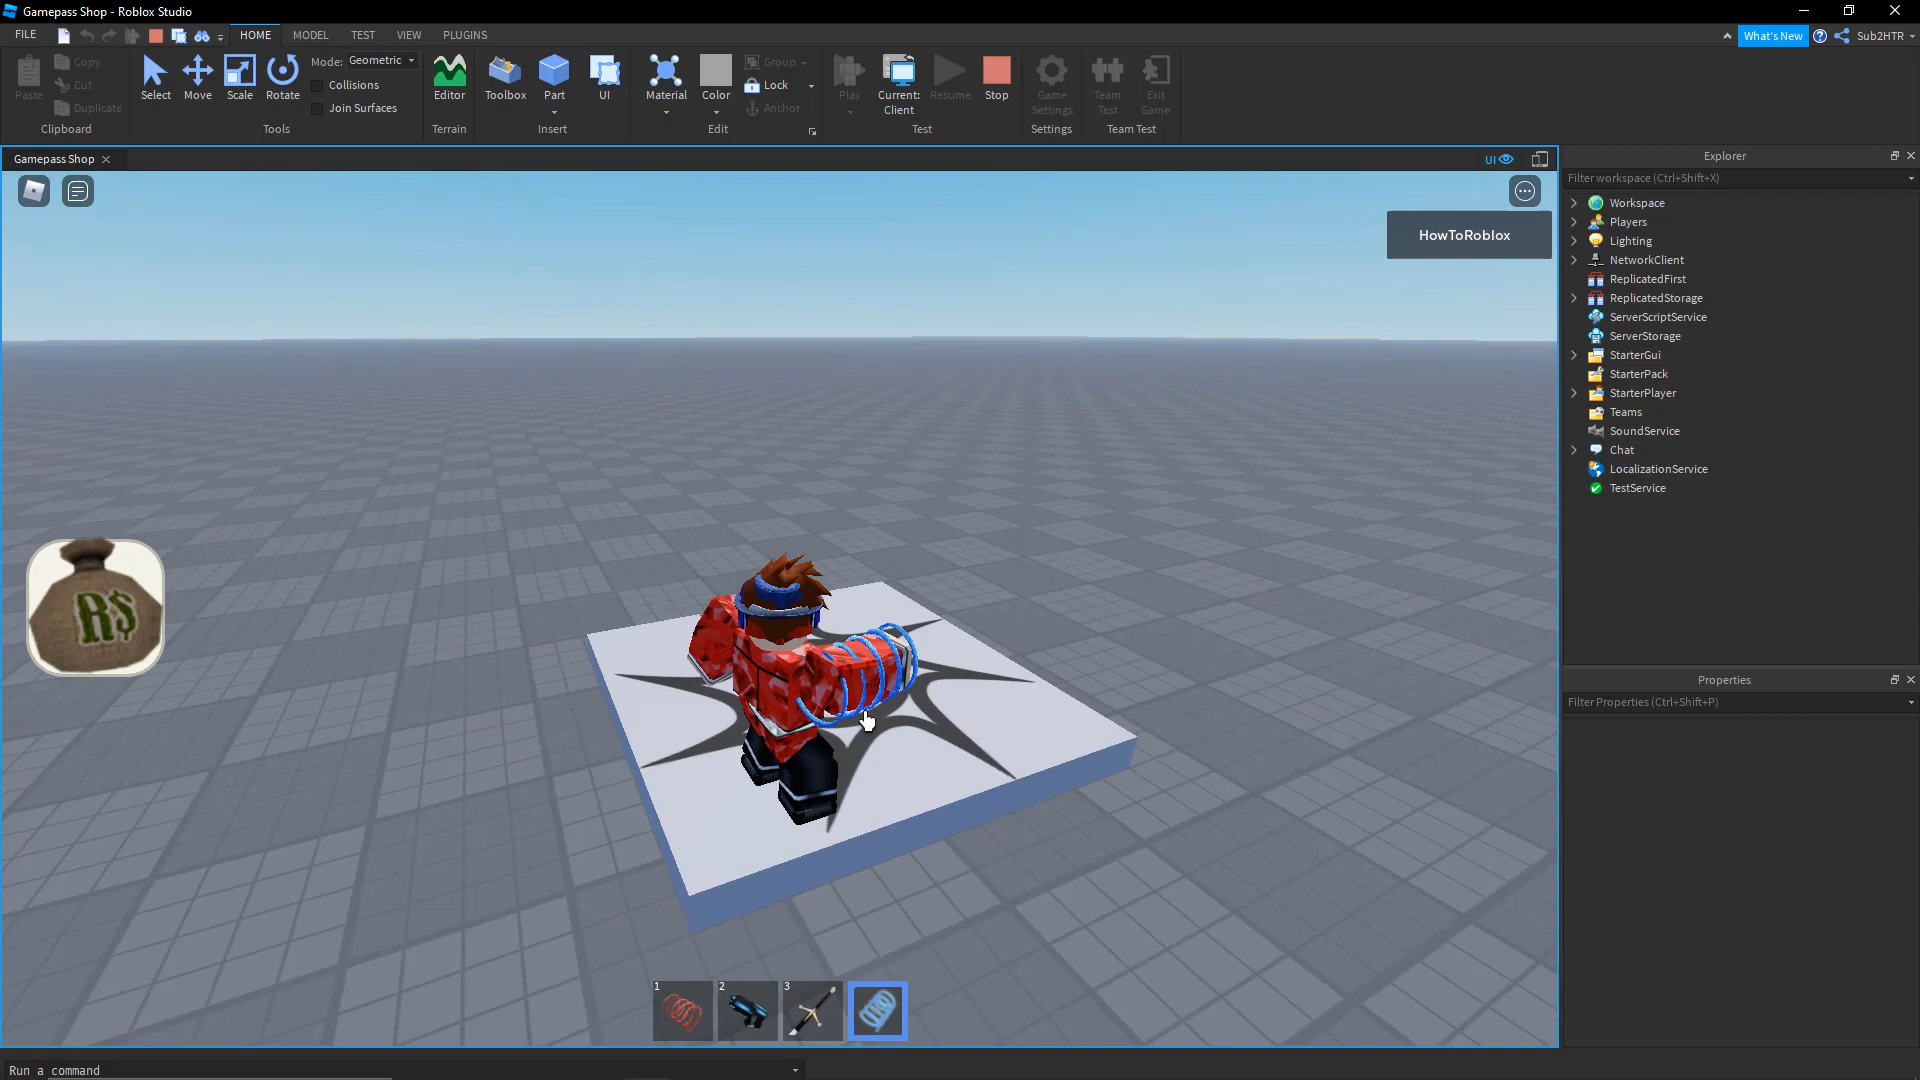 Gamepass Shop - Roblox Studio
FILE HOME MODEL TEST VIEW PLUGINS What's New Sub2HTR
Paste Copy Cut Duplicate
Clipboard
Select Move Scale Rotate
Mode: Geometric
Collisions
Join Surfaces
Tools
Editor
Terrain
Toolbox Part UI
Insert
Material Color
Group
Lock
Anchor
Edit
Play Current: Client Resume Stop
Test
Game Settings
Settings
Team Test Exit Game
Team Test
Gamepass Shop
UI
HowToRoblox
R$
1 2 3
Run a command
Explorer
Filter workspace (Ctrl+Shift+X)
Workspace
Players
Lighting
NetworkClient
ReplicatedFirst
ReplicatedStorage
ServerScriptService
ServerStorage
StarterGui
StarterPack
StarterPlayer
Teams
SoundService
Chat
LocalizationService
TestService
Properties
Filter Properties (Ctrl+Shift+P)